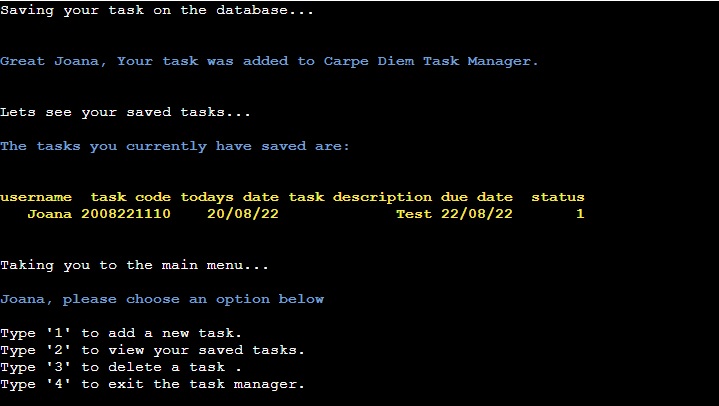 Saving your task on the database...
Great Joana, Your task was added to Carpe Diem Task Manager.
Lets see your saved tasks...
The tasks you currently have saved are:
username task code todays date task description due date status
Joana 2008221110 20/08/22 Test 22/08/22 1
Taking you to the main menu...
Joana, please choose an option below
Type '1' to add a new task.
Type '2' to view your saved tasks.
Type '3' to delete a task .
Type '4' to exit the task manager.